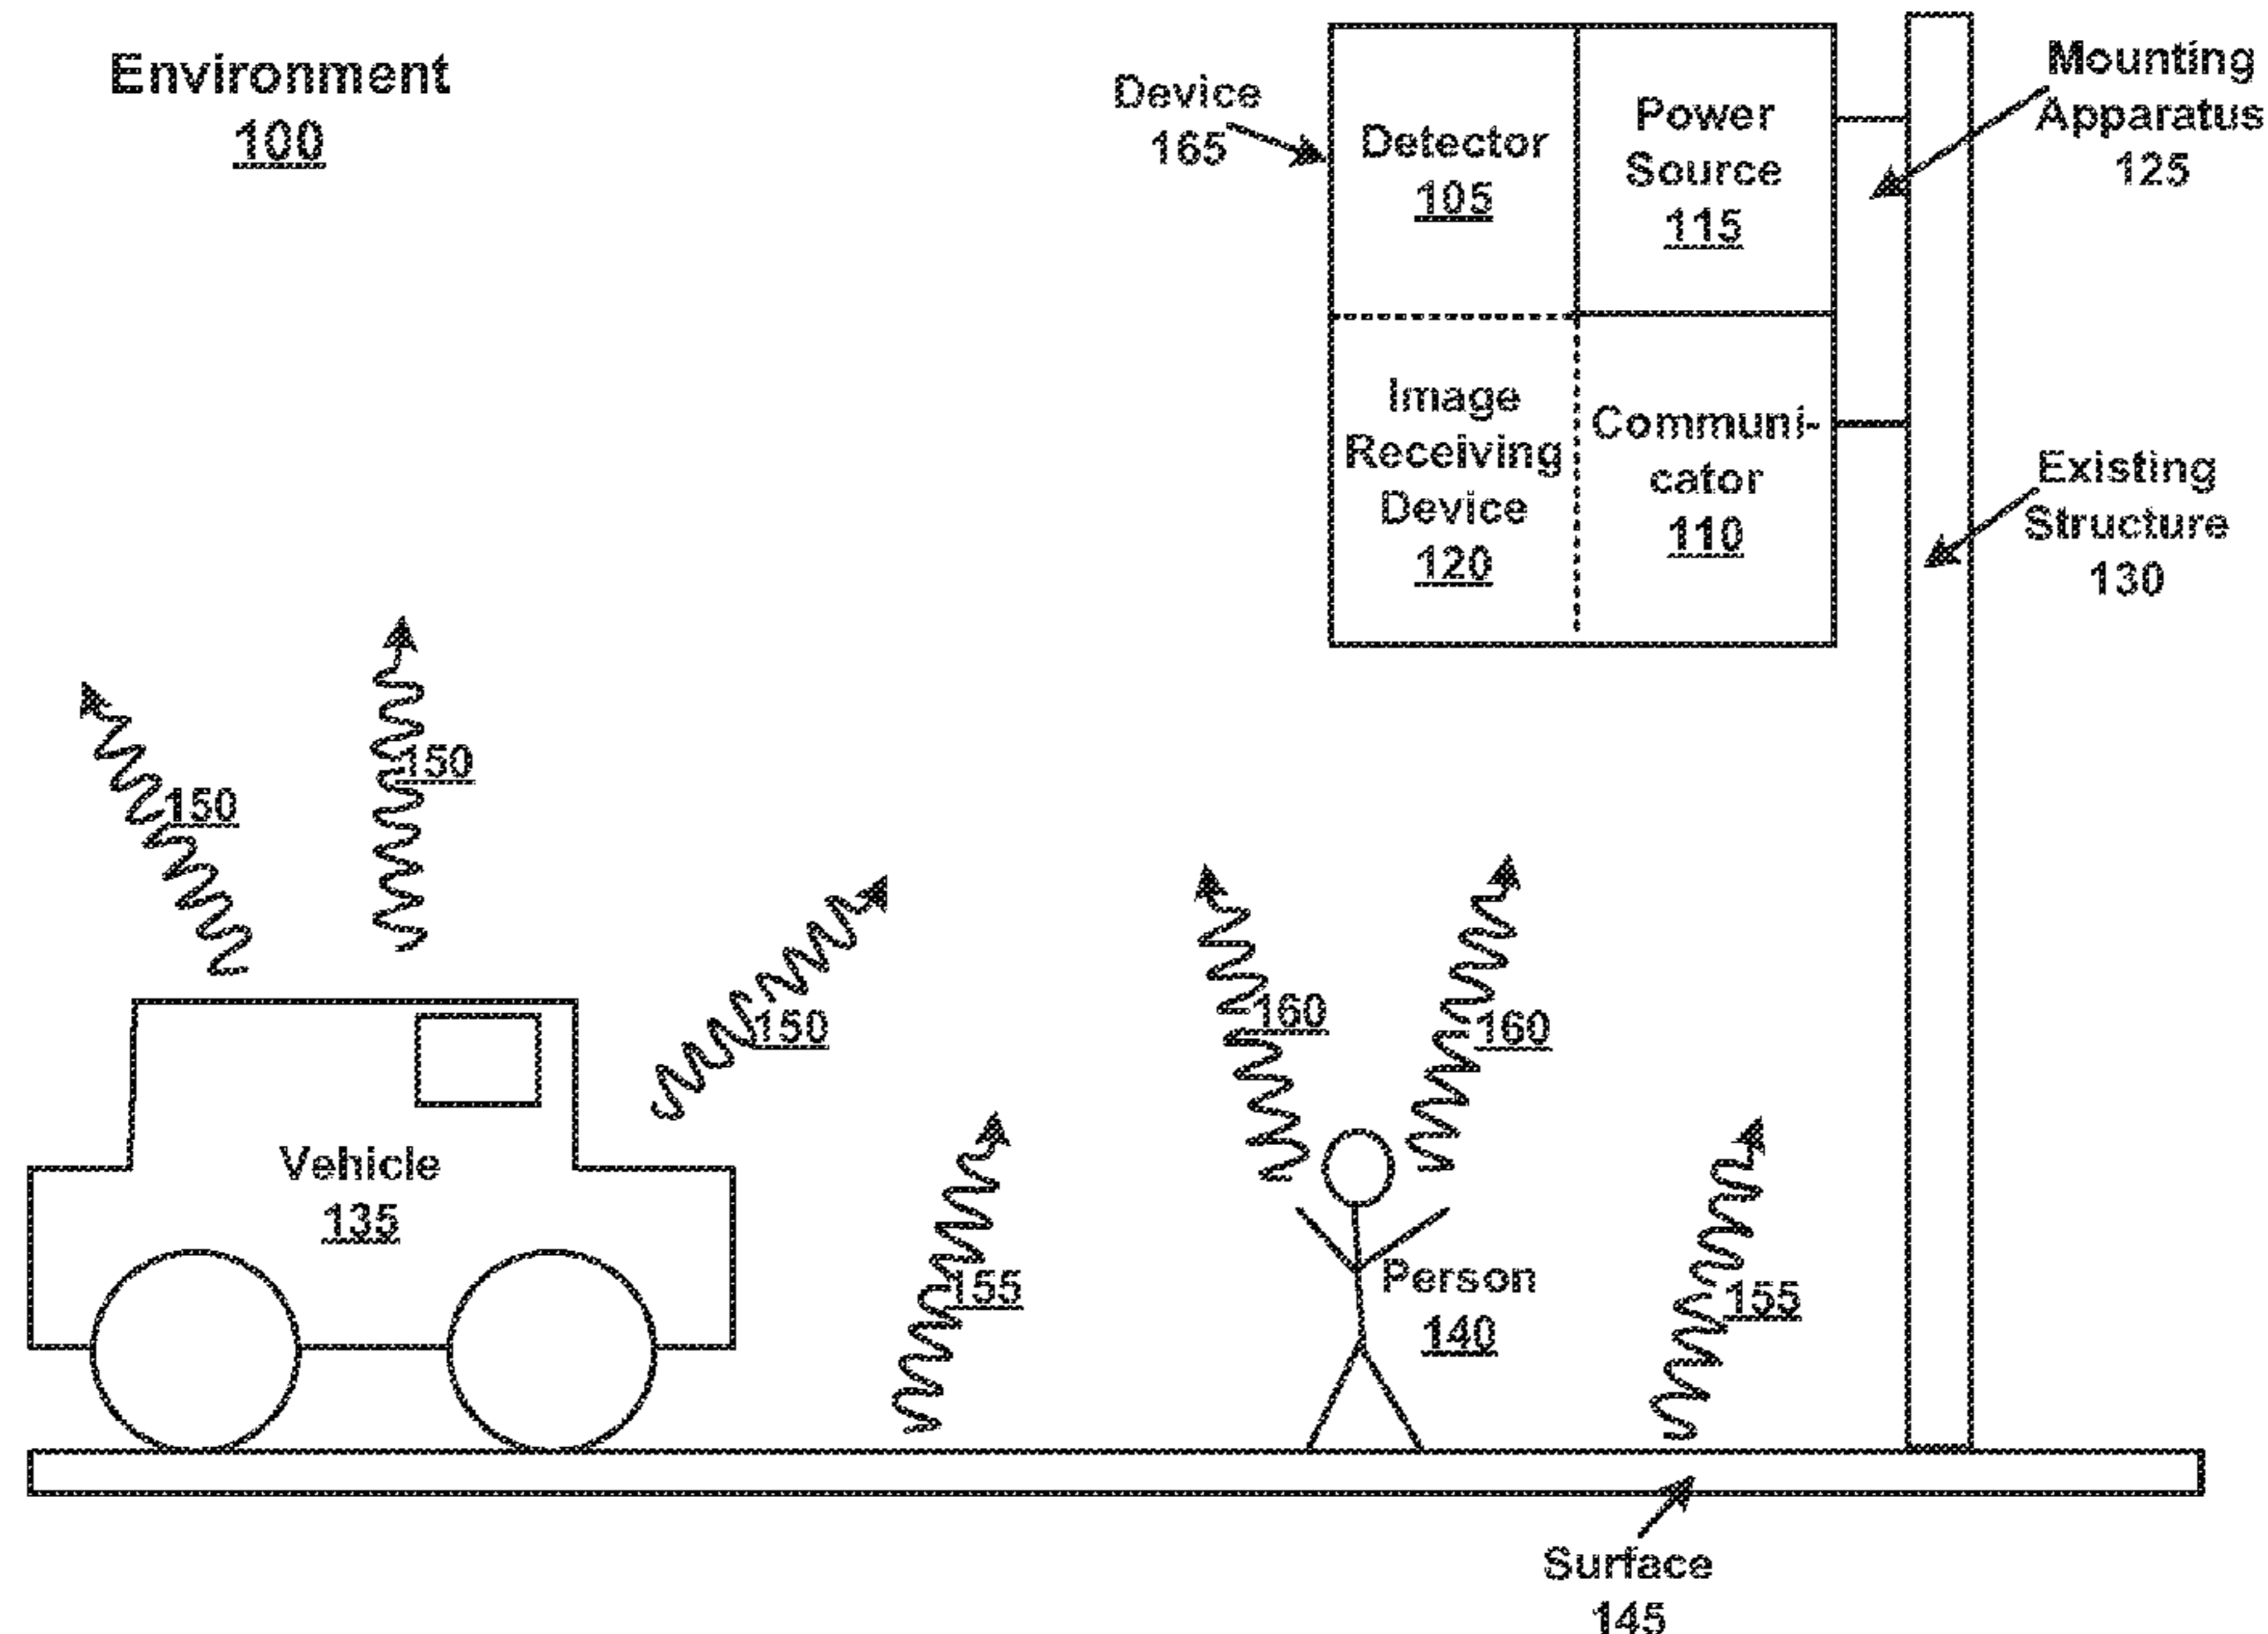 Environment
100
Device
165
Detector
105
Power
Source
115
Mounting
Apparatus
125
Image
Receiving
Device
120
Communi-
cator
110
Existing
Structure
130
150
150
150
160
160
Vehicle
135
155
Person
140
155
Surface
145